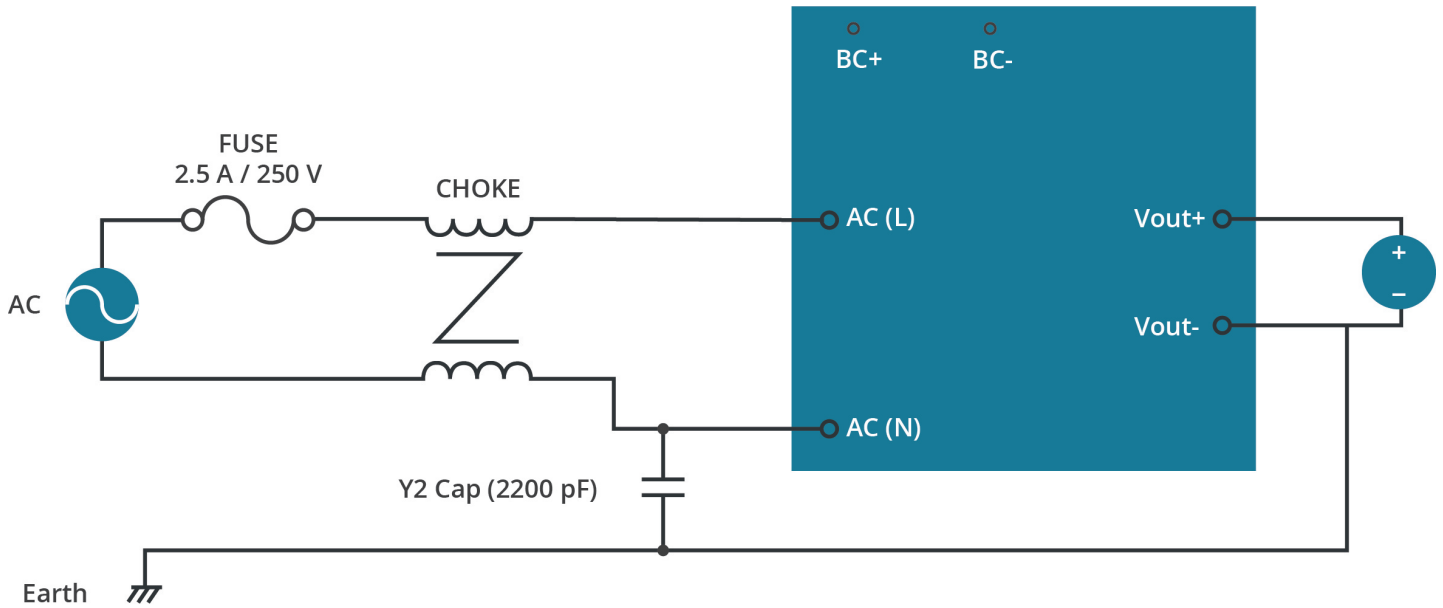 BC+
BC-
FUSE
2.5 A / 250 V
CHOKE
AC (L)
Vout+
+
−
AC
Vout-
AC (N)
Y2 Cap (2200 pF)
Earth